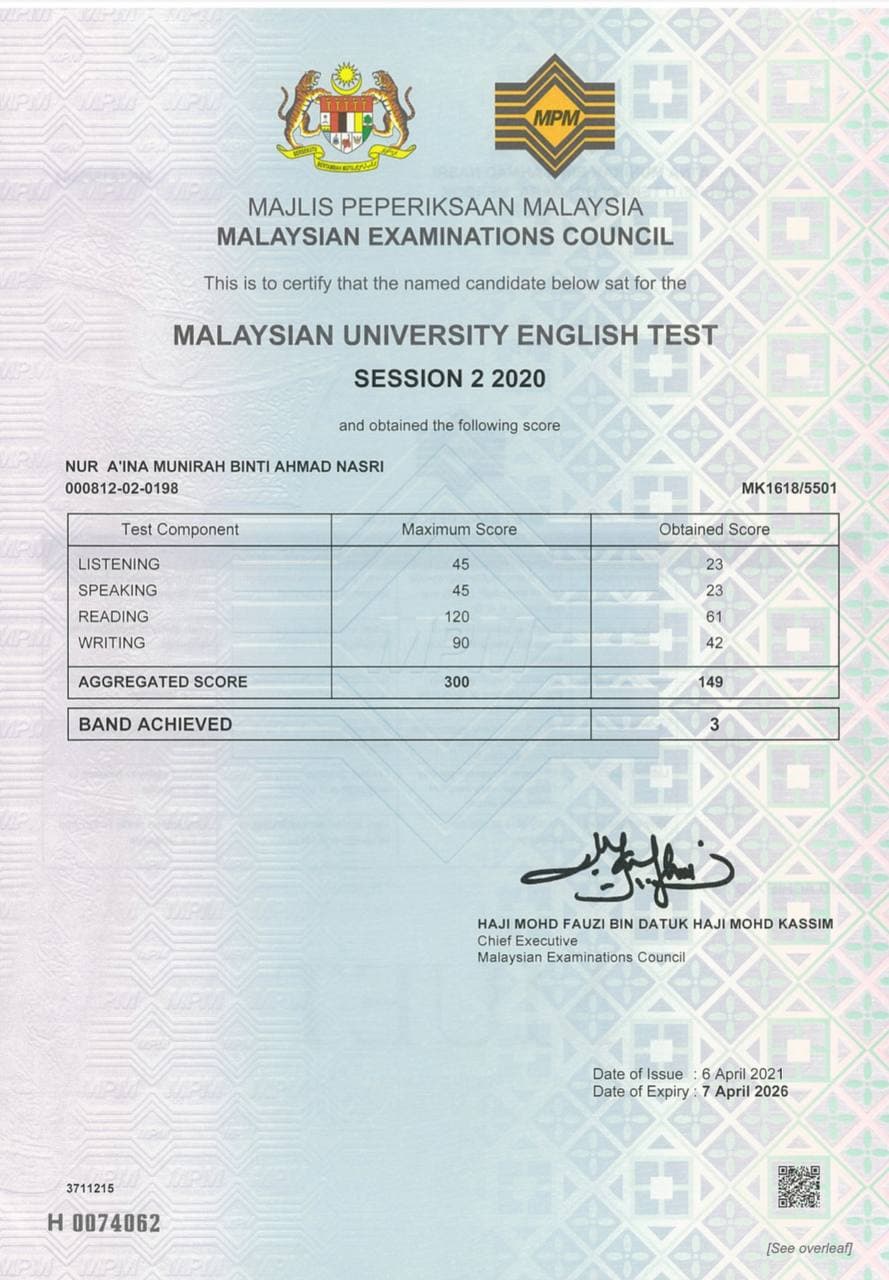 MPM
MAJLIS PEPERIKSAAN MALAYSIA
MALAYSIAN EXAMINATIONS COUNCIL
This is to certify that the named candidate below sat for the
MALAYSIAN UNIVERSITY ENGLISH TEST
SESSION 2 2020
and obtained the following score
NUR A'INA MUNIRAH BINTI AHMAD NASRI
000812-02-0198 MK1618/5501
Test Component Maximum Score Obtained Score
LISTENING 45 23
SPEAKING 45 23
READING 120 61
WRITING 90 42
AGGREGATED SCORE 300 149
BAND ACHIEVED 3
HAJI MOHD FAUZI BIN DATUK HAJI MOHD KASSIM
Chief Executive
Malaysian Examinations Council
Date of Issue : 6 April 2021
Date of Expiry : 7 April 2026
3711215
H 0074062
[See overleaf]